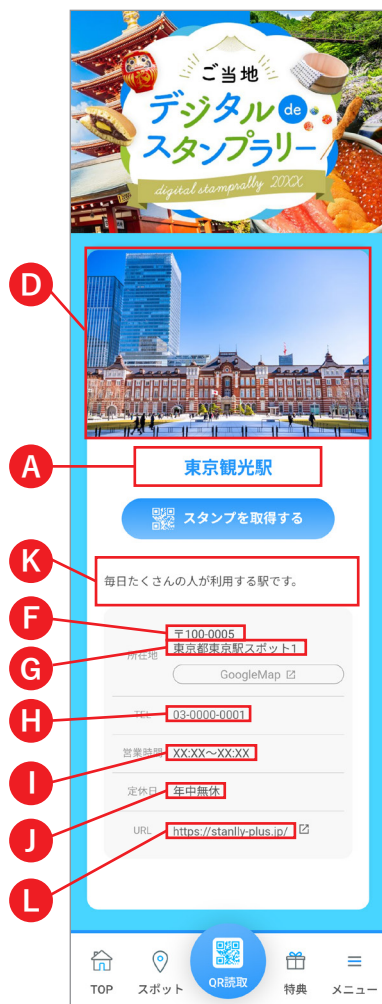 ご当地
デジタル de
スタンプラリー
digital stamprally 20XX
D
A
東京観光駅
スタンプを取得する
K
毎日たくさんの人が利用する駅です。
F
〒100-0005
G
所在地
東京都東京駅スポット1
GoogleMap
H
TEL
03-0000-0001
I
営業時間
XX:XX〜XX:XX
J
定休日
年中無休
L
URL
https://stanlly-plus.jp/
TOP
スポット
QR読取
特典
メニュー